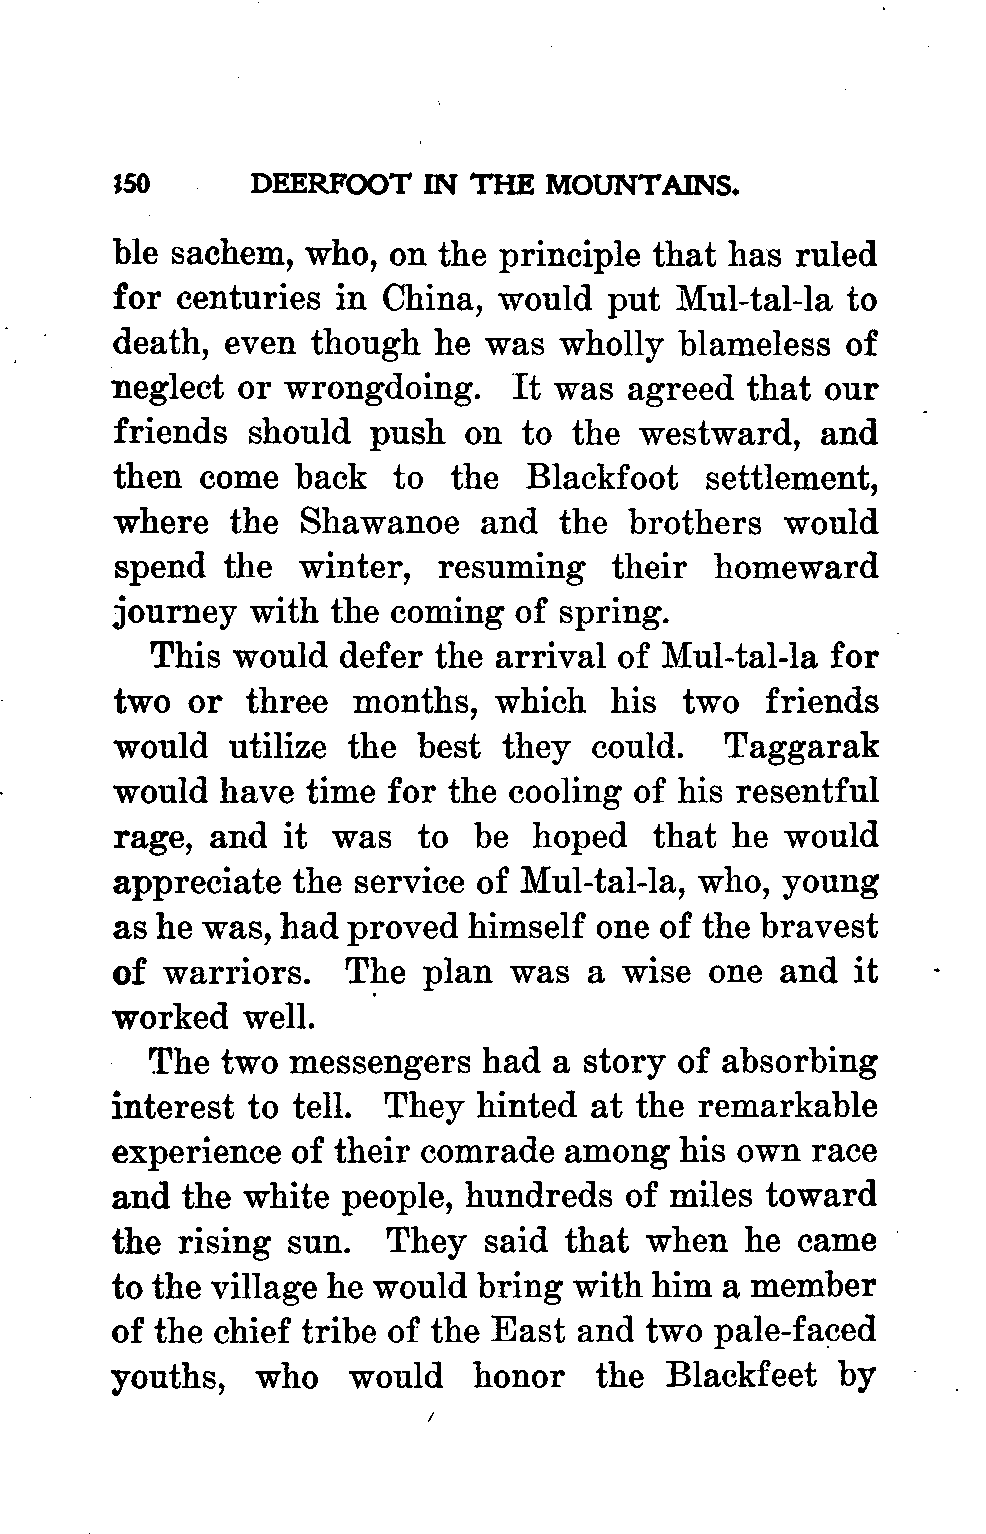 150 DEERFOOT IN THE MOUNTAINS.
ble sachem, who, on the principle that has ruled
for centuries in China, would put Mul-tal-la to
death, even though he was wholly blameless of
neglect or wrongdoing. It was agreed that our
friends should push on to the westward, and
then come back to the Blackfoot settlement,
where the Shawanoe and the brothers would
spend the winter, resuming their homeward
journey with the coming of spring.
This would defer the arrival of Mul-tal-la for
two or three months, which his two friends
would utilize the best they could. Taggarak
would have time for the cooling of his resentful
rage, and it was to be hoped that he would
appreciate the service of Mul-tal-la, who, young
as he was, had proved himself one of the bravest
of warriors. The plan was a wise one and it
worked well.
The two messengers had a story of absorbing
interest to tell. They hinted at the remarkable
experience of their comrade among his own race
and the white people, hundreds of miles toward
the rising sun. They said that when he came
to the village he would bring with him a member
of the chief tribe of the East and two pale-faced
youths, who would honor the Blackfeet by